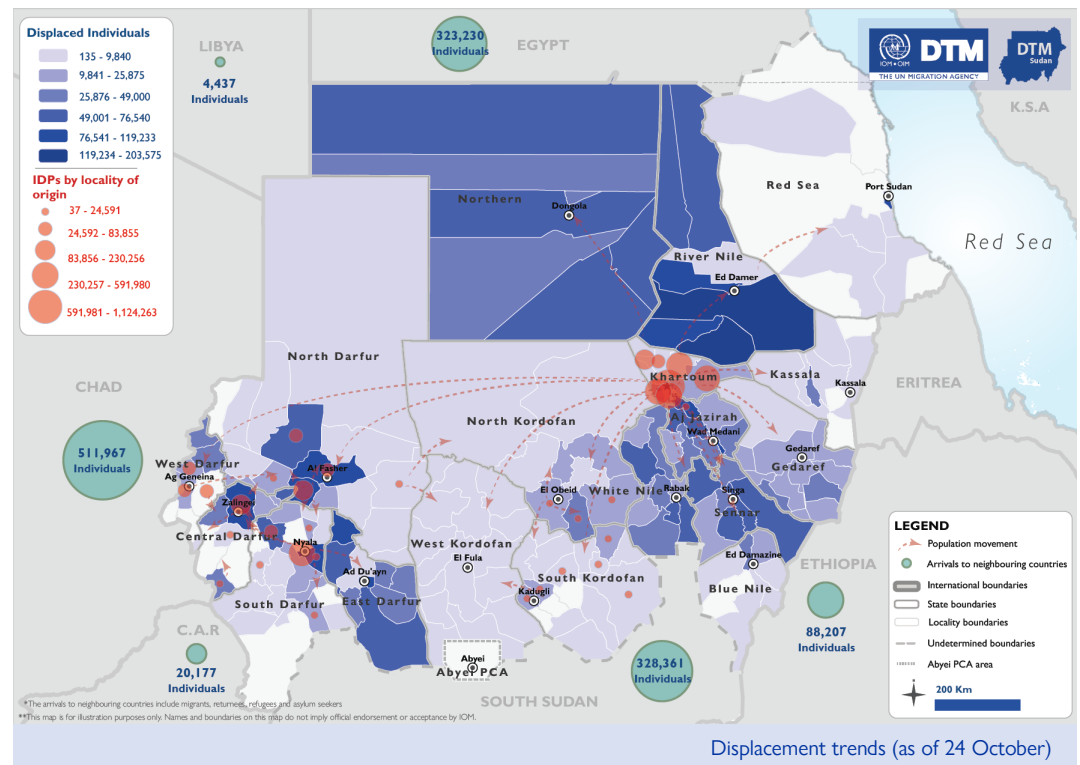 Displaced Individuals
135 - 9,840
9,841 - 25,875
25,876 - 49,000
49,001 - 76,540
76,541 - 119,233
119,234 - 203,575
IDPs by locality of
origin
37 - 24,591
24,592 - 83,855
83,856 - 230,256
230,257 - 591,980
591,981 - 1,124,263
LIBYA
4,437
Individuals
323,230
Individuals
EGYPT
IOM • OIM
DTM
THE UN MIGRATION AGENCY
DTM
Sudan
K.S.A
Red Sea
Port Sudan
Red Sea
Northern
Dongola
River Nile
Ed Damer
North Darfur
Khartoum
Kassala
Kassala
ERITREA
CHAD
511,967
Individuals
North Kordofan
Aj Jazirah
Wad Medani
Gedaref
Gedaref
West Darfur
Ag Geneina
Al Fasher
Zalingei
El Obeid
White Nile
Rabak
Singa
Sennar
Central Darfur
Nyala
West Kordofan
El Fula
Ed Damazine
ETHIOPIA
Ad Du'ayn
South Kordofan
Kadugli
Blue Nile
South Darfur
East Darfur
88,207
Individuals
C.A.R
20,177
Individuals
Abyei
Abyei PCA
328,361
Individuals
SOUTH SUDAN
LEGEND
Population movement
Arrivals to neighbouring countries
International boundaries
State boundaries
Locality boundaries
Undetermined boundaries
Abyei PCA area
200 Km
*The arrivals to neighbouring countries include migrants, returnees, refugees and asylum seekers
**This map is for illustration purposes only. Names and boundaries on this map do not imply official endorsement or acceptance by IOM.
Displacement trends (as of 24 October)